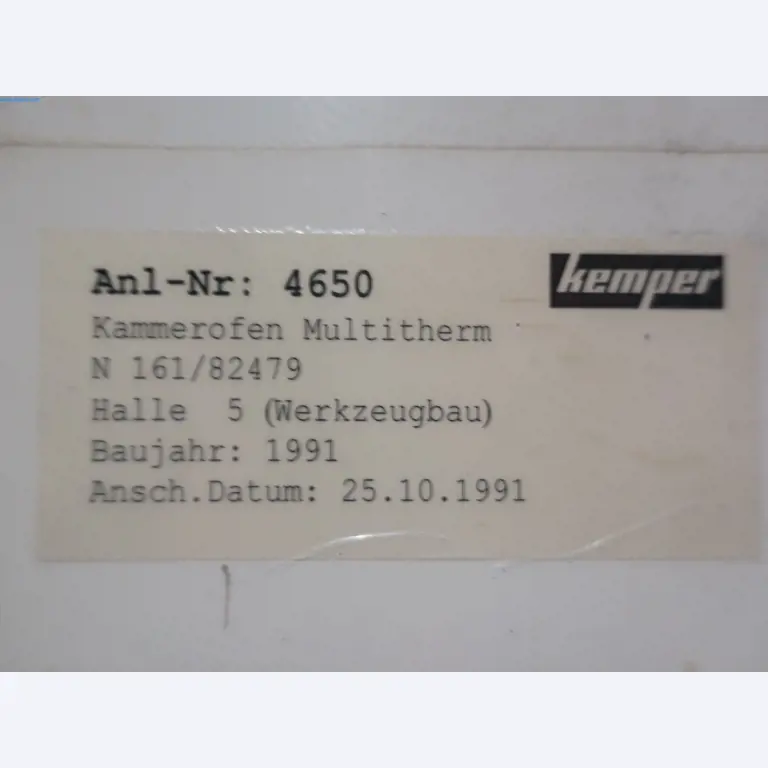 Anl-Nr: 4650
kemper
Kammerofen Multitherm
N 161/82479
Halle 5 (Werkzeugbau)
Baujahr: 1991
Ansch.Datum: 25.10.1991